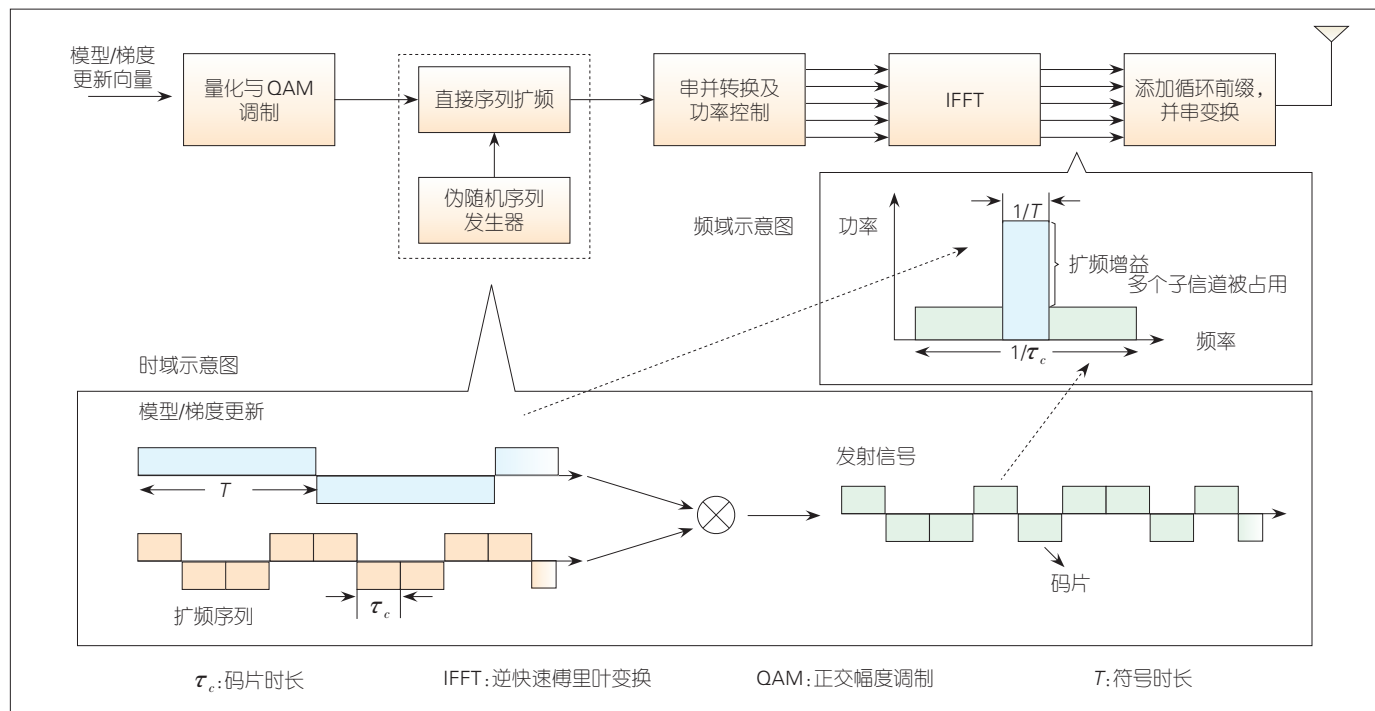 模型/梯度
更新向量
量化与QAM
调制
直接序列扩频
伪随机序列
发生器
串并转换及
功率控制
IFFT
添加循环前缀，
并串变换
频域示意图
功率
1/T
扩频增益
多个子信道被占用
频率
1/τc
时域示意图
模型/梯度更新
T
扩频序列
τc
发射信号
码片
τc:码片时长
IFFT:逆快速傅里叶变换
QAM:正交幅度调制
T:符号时长